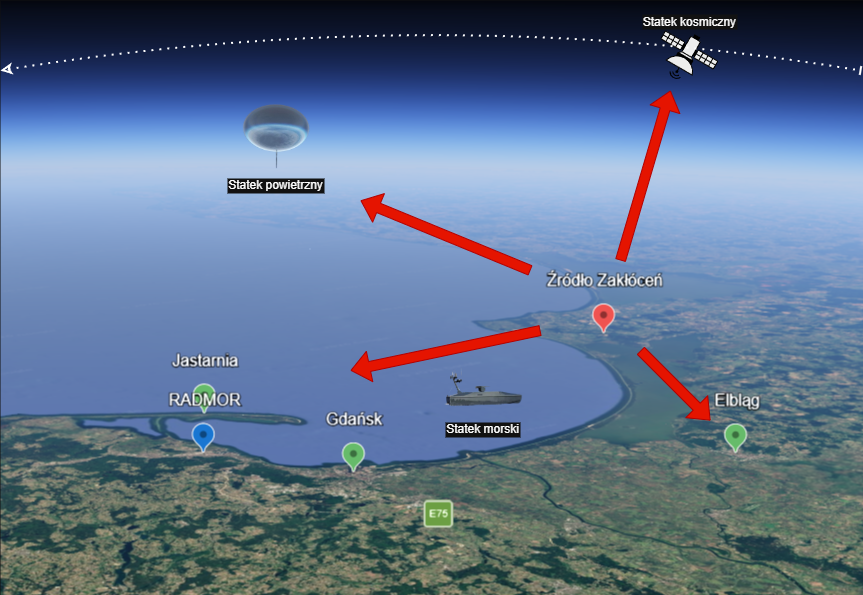 Statek kosmiczny
Statek powietrzny
Źródło Zakłóceń
Jastarnia
RADMOR
Elbląg
Gdańsk
Statek morski
E75